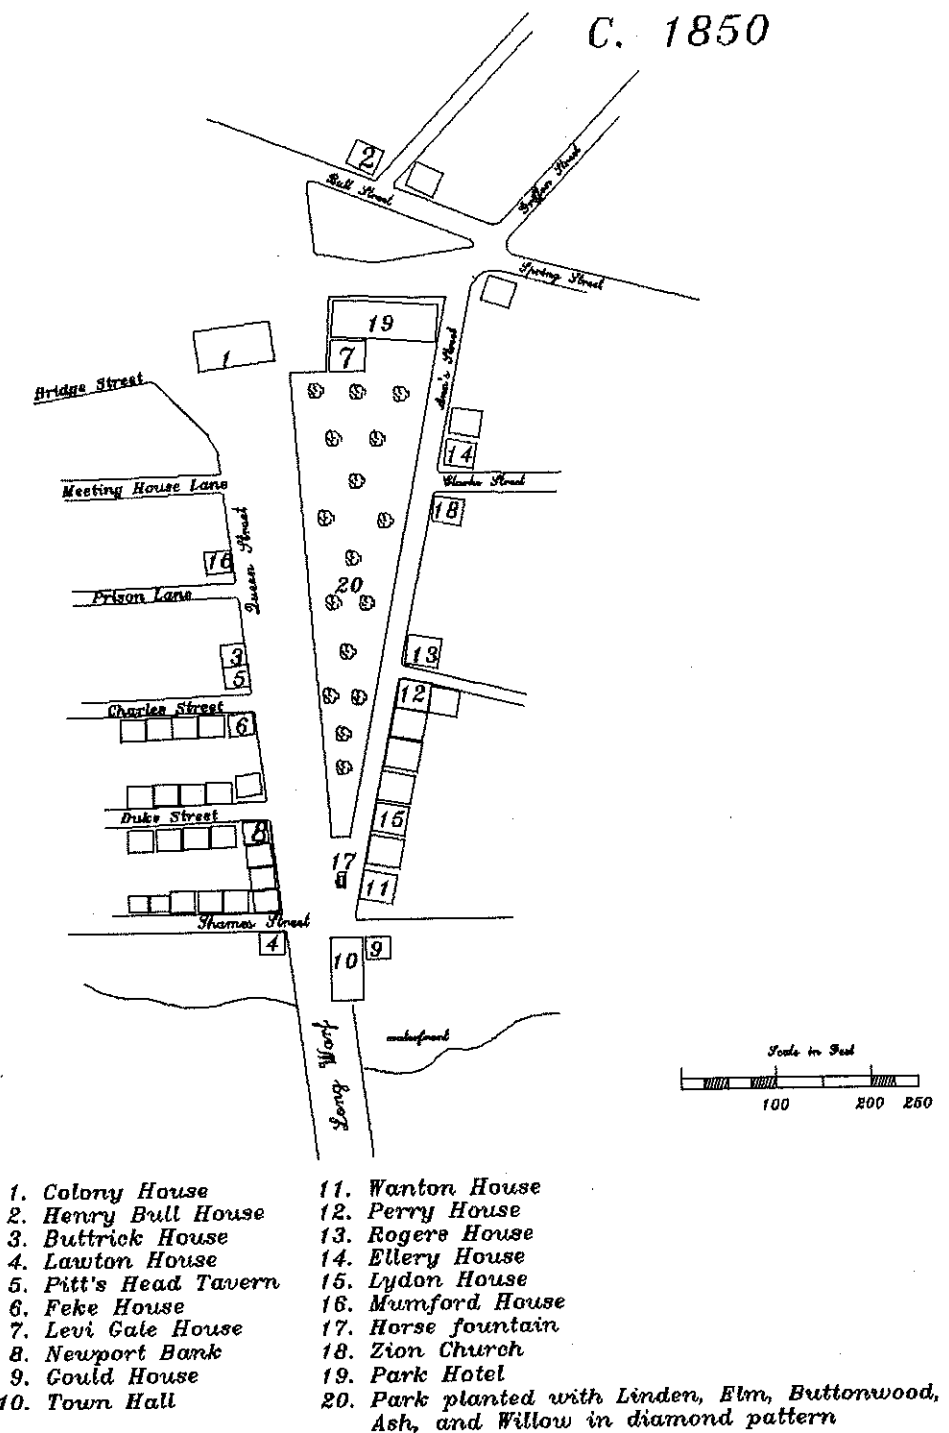 C. 1850
2
Bull Street
Griffin Street
Spring Street
19
1
7
Ann's Street
Bridge Street
14
Clarke Street
Meeting House Lane
18
Queen Street
16
20
Prison Lane
3
13
5
12
Charles Street
6
Duke Street
15
8
17
11
Thames Street
4
10
9
Long Warf
waterfront
Scale in Feet
100 200 250
1. Colony House
2. Henry Bull House
3. Buttrick House
4. Lawton House
5. Pitt's Head Tavern
6. Feke House
7. Levi Gale House
8. Newport Bank
9. Gould House
10. Town Hall
11. Wanton House
12. Perry House
13. Rogers House
14. Ellery House
15. Lydon House
16. Mumford House
17. Horse fountain
18. Zion Church
19. Park Hotel
20. Park planted with Linden, Elm, Buttonwood,
Ash, and Willow in diamond pattern